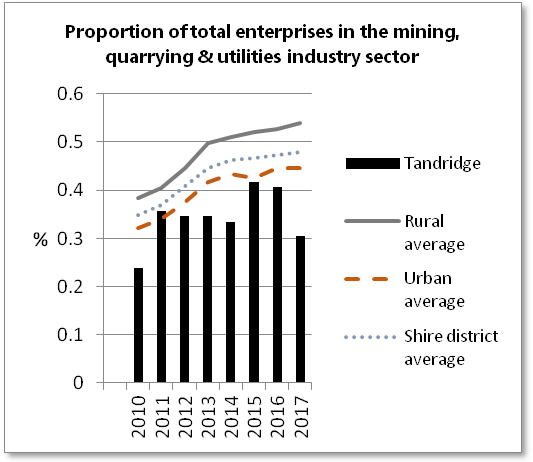 Proportion of total enterprises in the mining,
quarrying & utilities industry sector
0.6
0.5
0.4
0.3
0.2
0.1
0
%
2010
2011
2012
2013
2014
2015
2016
2017
Tandridge
Rural
average
Urban
average
Shire district
average